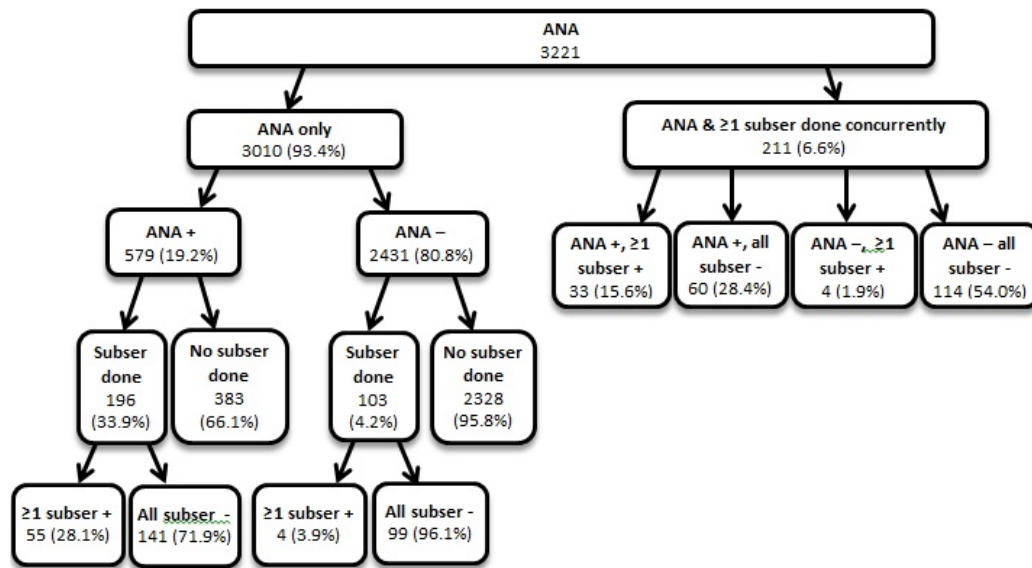 ANA
3221
ANA only
3010 (93.4%)
ANA & ≥1 subser done concurrently
211 (6.6%)
ANA +
579 (19.2%)
ANA –
2431 (80.8%)
ANA +, ≥1
subser +
33 (15.6%)
ANA +, all
subser -
60 (28.4%)
ANA –, ≥1
subser +
4 (1.9%)
ANA – all
subser -
114 (54.0%)
Subser
done
196
(33.9%)
No subser
done
383
(66.1%)
Subser
done
103
(4.2%)
No subser
done
2328
(95.8%)
≥1 subser +
55 (28.1%)
All subser -
141 (71.9%)
≥1 subser +
4 (3.9%)
All subser -
99 (96.1%)